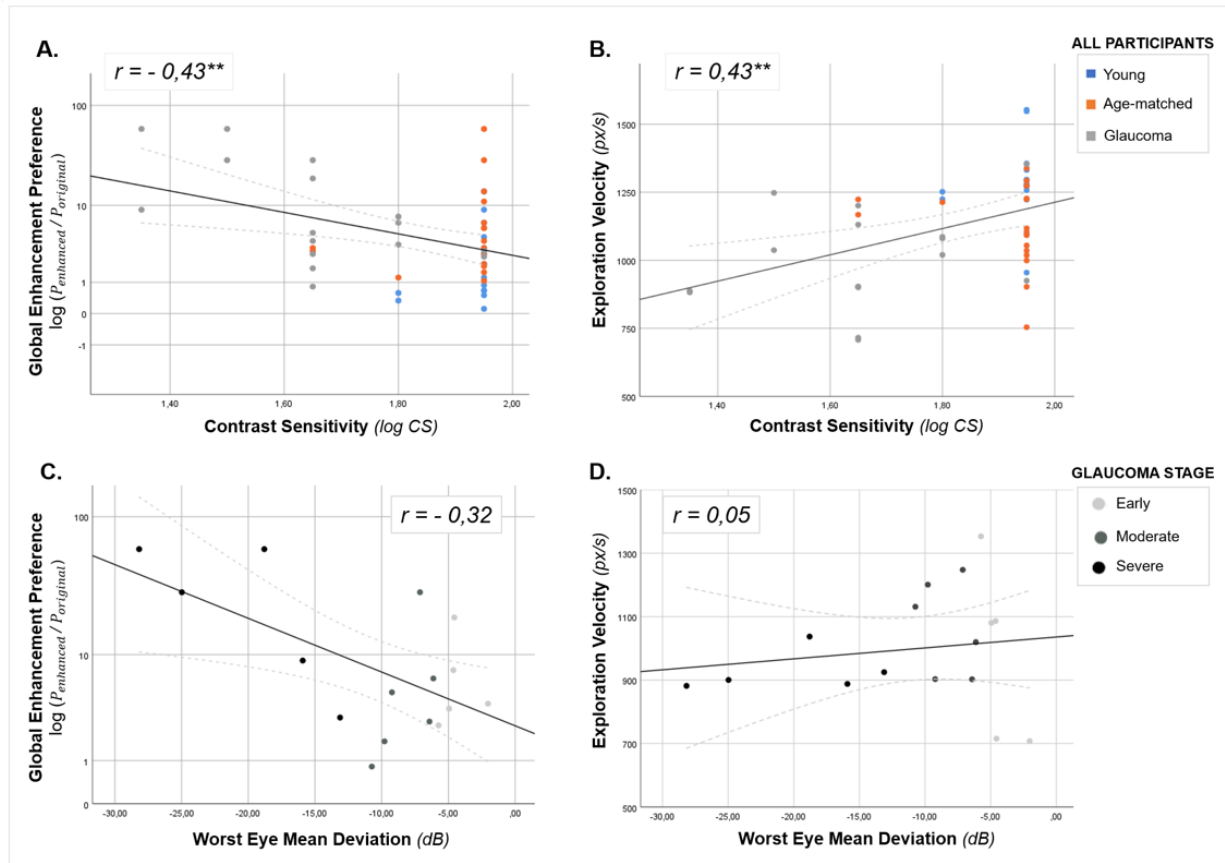 A.
r = - 0,43**
Global Enhancement Preference
log (P_enhanced / P_original)
100
10
1
0
-1
1,40
1,60
1,80
2,00
Contrast Sensitivity (log CS)
B.
r = 0,43**
Exploration Velocity (px/s)
1500
1250
1000
750
500
1,40
1,60
1,80
2,00
Contrast Sensitivity (log CS)
ALL PARTICIPANTS
Young
Age-matched
Glaucoma
C.
r = - 0,32
Global Enhancement Preference
log (P_enhanced / P_original)
100
10
1
0
-30,00
-25,00
-20,00
-15,00
-10,00
-5,00
,00
Worst Eye Mean Deviation (dB)
D.
r = 0,05
Exploration Velocity (px/s)
1500
1300
1100
900
700
500
-30,00
-25,00
-20,00
-15,00
-10,00
-5,00
,00
Worst Eye Mean Deviation (dB)
GLAUCOMA STAGE
Early
Moderate
Severe